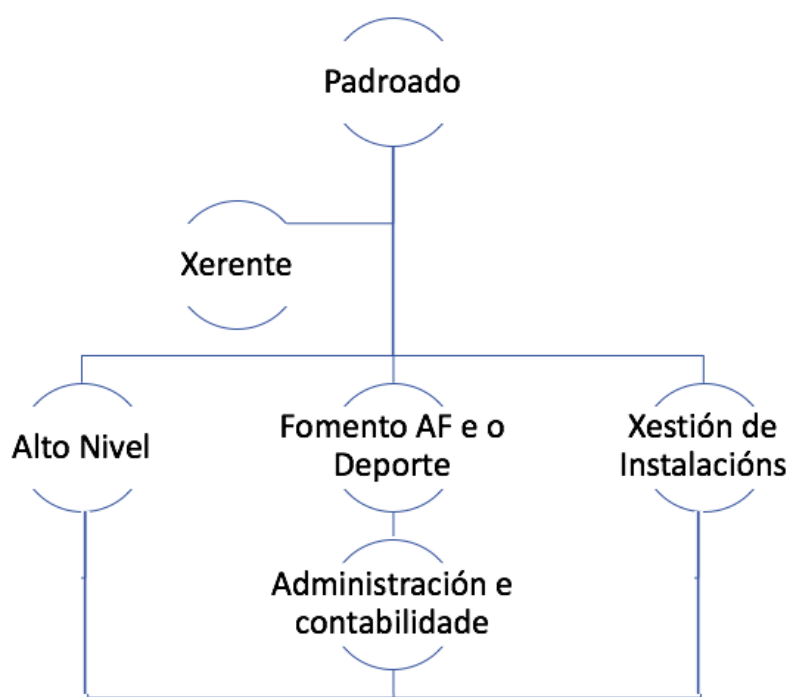 Padroado
Xerente
Alto Nivel
Fomento AF e o
Deporte
Xestión de
Instalacións
Administración e
contabilidade